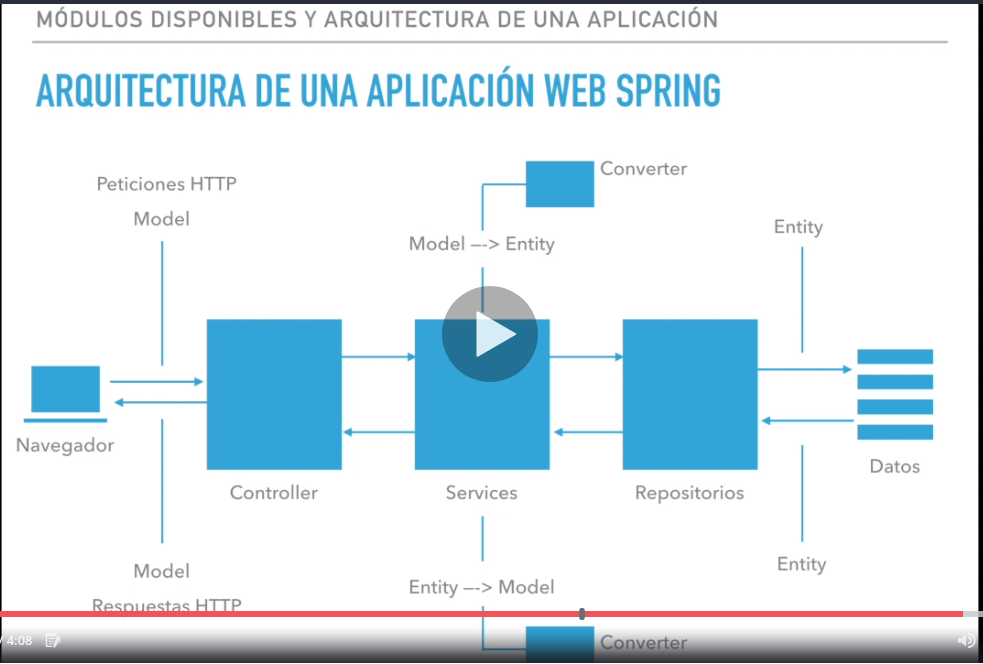 MÓDULOS DISPONIBLES Y ARQUITECTURA DE UNA APLICACIÓN
ARQUITECTURA DE UNA APLICACIÓN WEB SPRING
Converter
Peticiones HTTP
Model
Entity
Model —-> Entity
Navegador
Controller
Services
Repositorios
Datos
Model
Entity
Entity —-> Model
Respuestas HTTP
/ 4:08
Converter